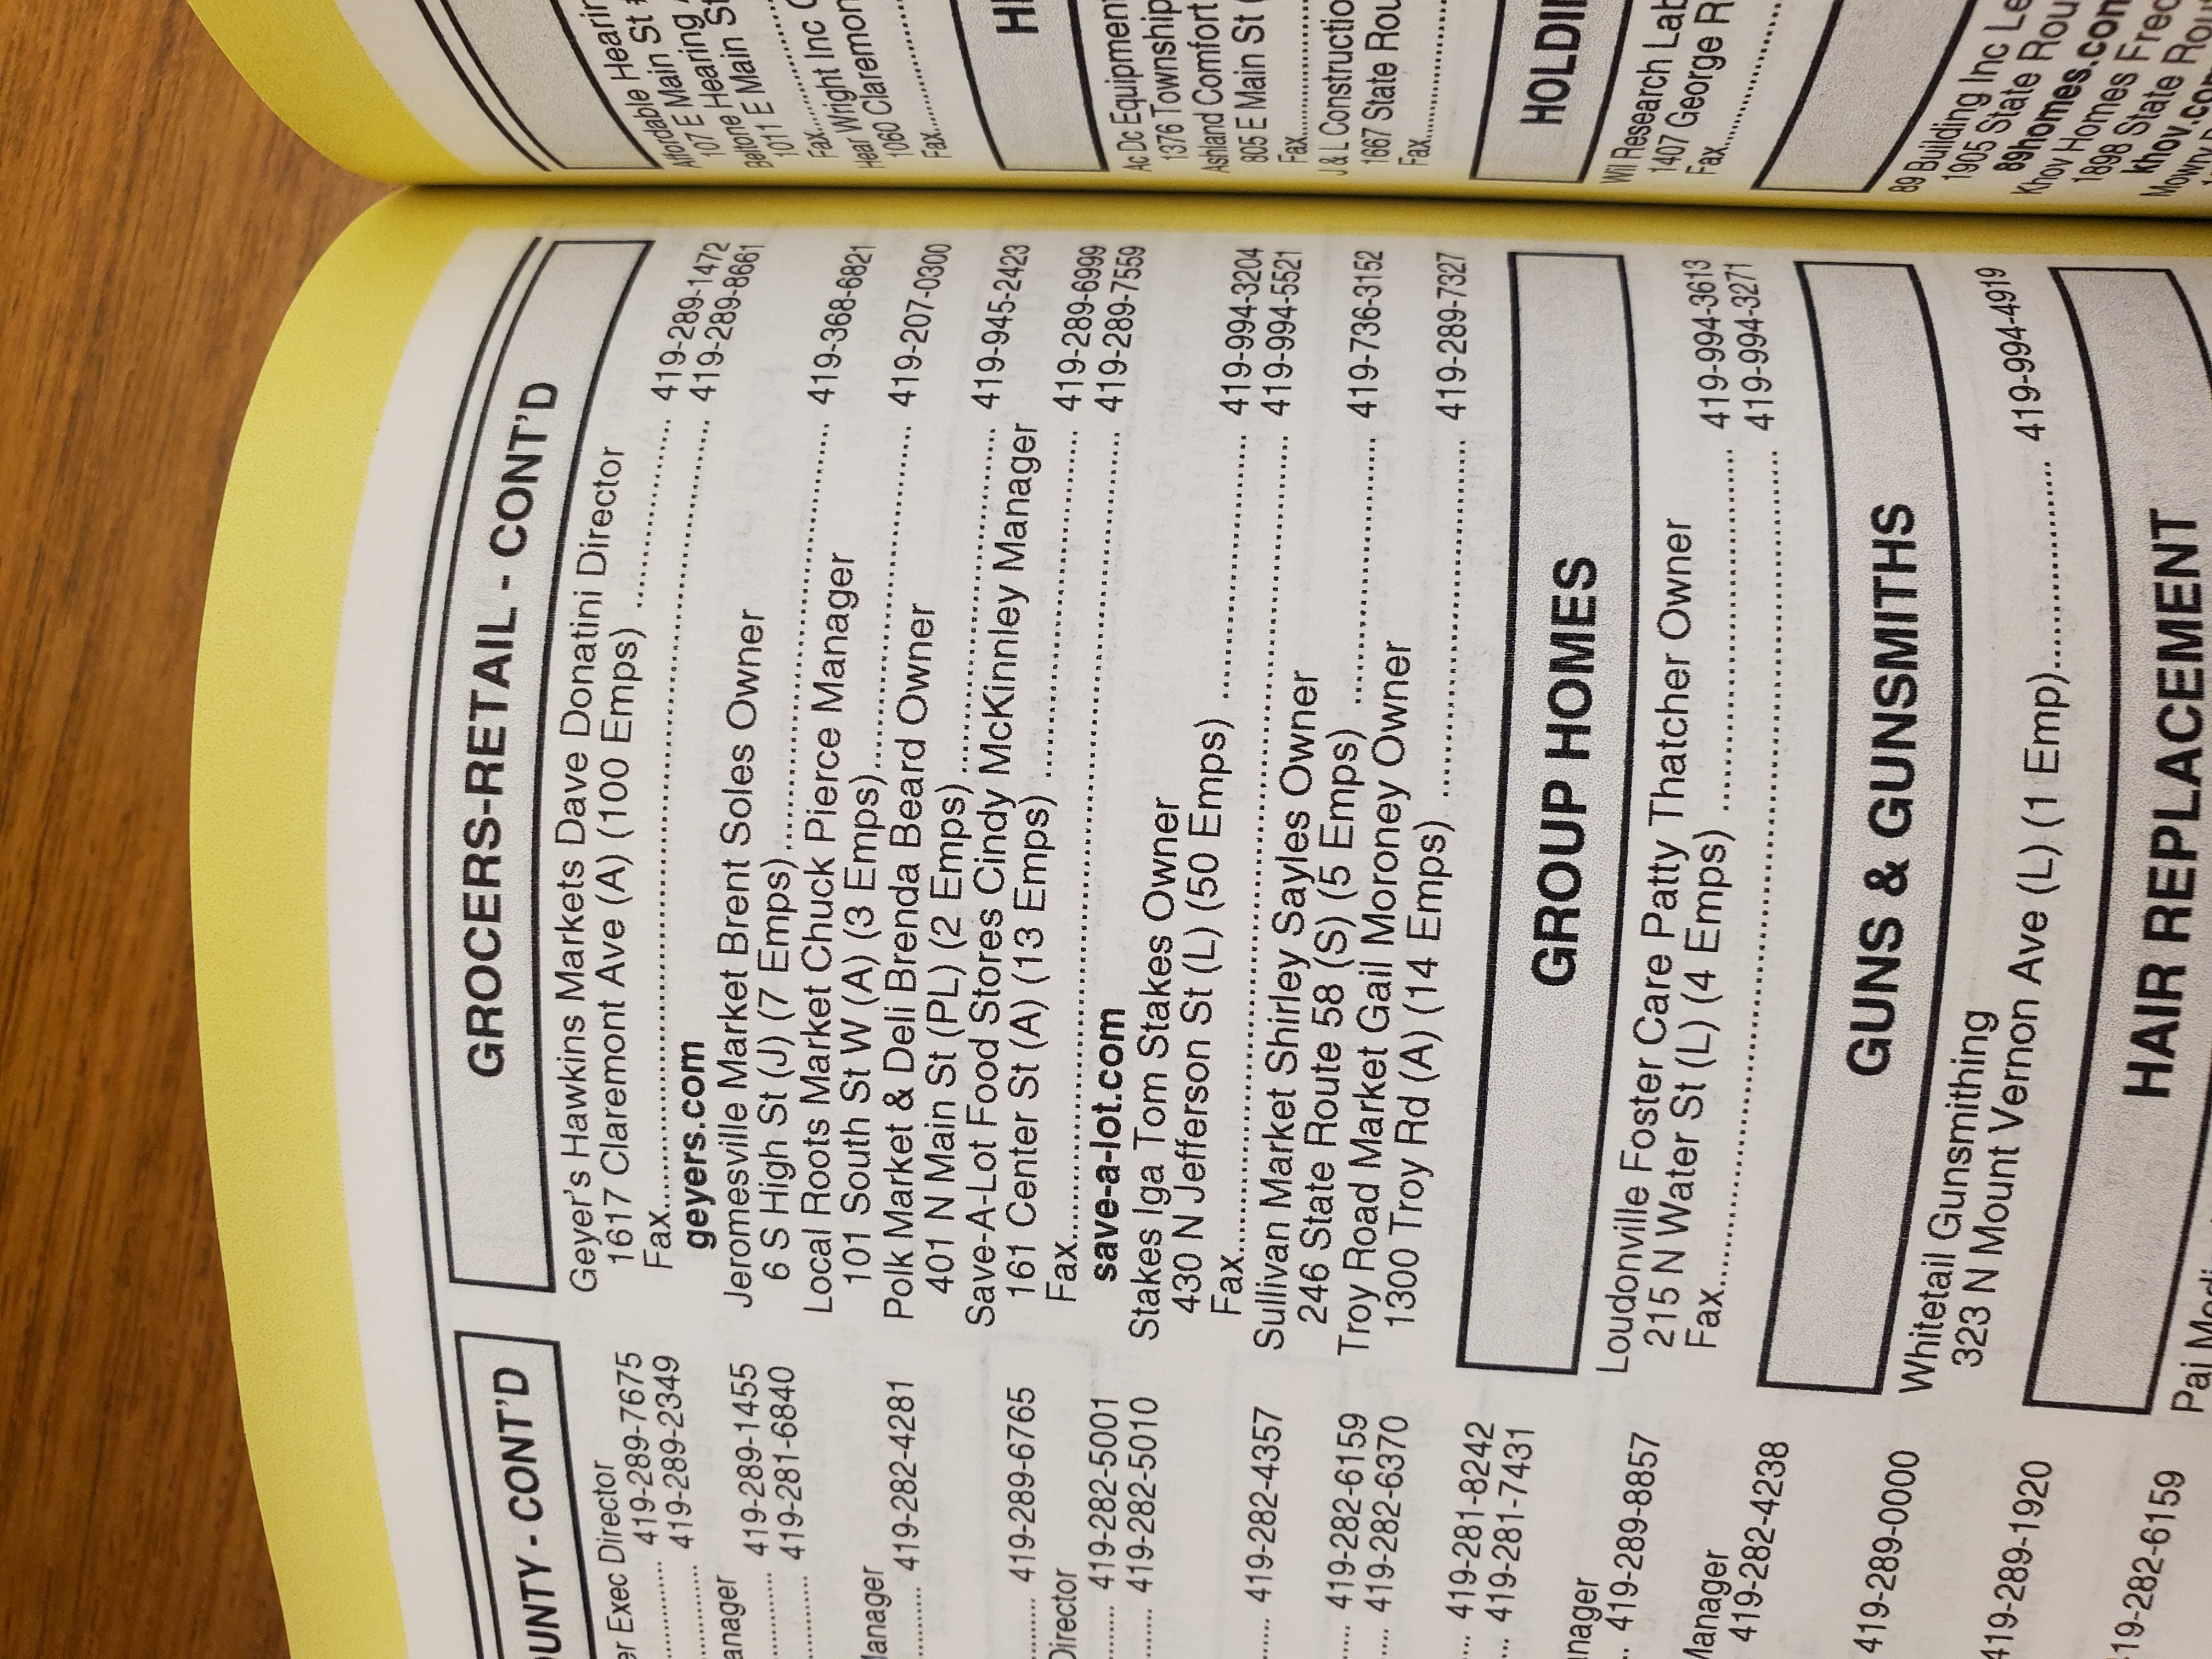 OUNTY - CONT'D
er Exec Director
419-289-7675
419-289-2349
anager
419-289-1455
419-281-6840
Manager
419-282-4281
419-289-6765
Director
419-282-5001
419-282-5010
419-282-4357
419-282-6159
419-282-6370
419-281-8242
419-281-7431
nager
419-289-8857
Manager
419-282-4238
419-289-0000
419-289-1920
419-282-6159
GROCERS-RETAIL - CONT'D
Geyer's Hawkins Markets Dave Donatini Director
1617 Claremont Ave (A) (100 Emps) .......... 419-289-1472
Fax.......... 419-289-8661
geyers.com
Jeromesville Market Brent Soles Owner
6 S High St (J) (7 Emps).......... 419-368-6821
Local Roots Market Chuck Pierce Manager
101 South St W (A) (3 Emps).......... 419-207-0300
Polk Market & Deli Brenda Beard Owner
401 N Main St (PL) (2 Emps).......... 419-945-2423
Save-A-Lot Food Stores Cindy McKinnley Manager
161 Center St (A) (13 Emps).......... 419-289-6999
Fax.......... 419-289-7559
save-a-lot.com
Stakes Iga Tom Stakes Owner
430 N Jefferson St (L) (50 Emps) .......... 419-994-3204
Fax.......... 419-994-5521
Sullivan Market Shirley Sayles Owner
246 State Route 58 (S) (5 Emps) .......... 419-736-3152
Troy Road Market Gail Moroney Owner
1300 Troy Rd (A) (14 Emps) .......... 419-289-7327
GROUP HOMES
Loudonville Foster Care Patty Thatcher Owner
215 N Water St (L) (4 Emps) .......... 419-994-3613
Fax.......... 419-994-3271
GUNS & GUNSMITHS
Whitetail Gunsmithing
323 N Mount Vernon Ave (L) (1 Emp).......... 419-994-4919
HAIR REPLACEMENT
Affordable Hearin
107 E Main St
Beltone Hearing
1011 E Main St
Fax..........
Hear Wright Inc
1060 Claremon
Fax..........
Ac Dc Equipment
1376 Township
Ashland Comfort
805 E Main St
Fax..........
J & L Constructio
1667 State Rou
Fax..........
HOLDI
Wil Research Lab
1407 George R
Fax..........
89 Building Inc Le
1905 State Rou
89homes.com
Khov Homes Fred
1898 State Rou
khov.com